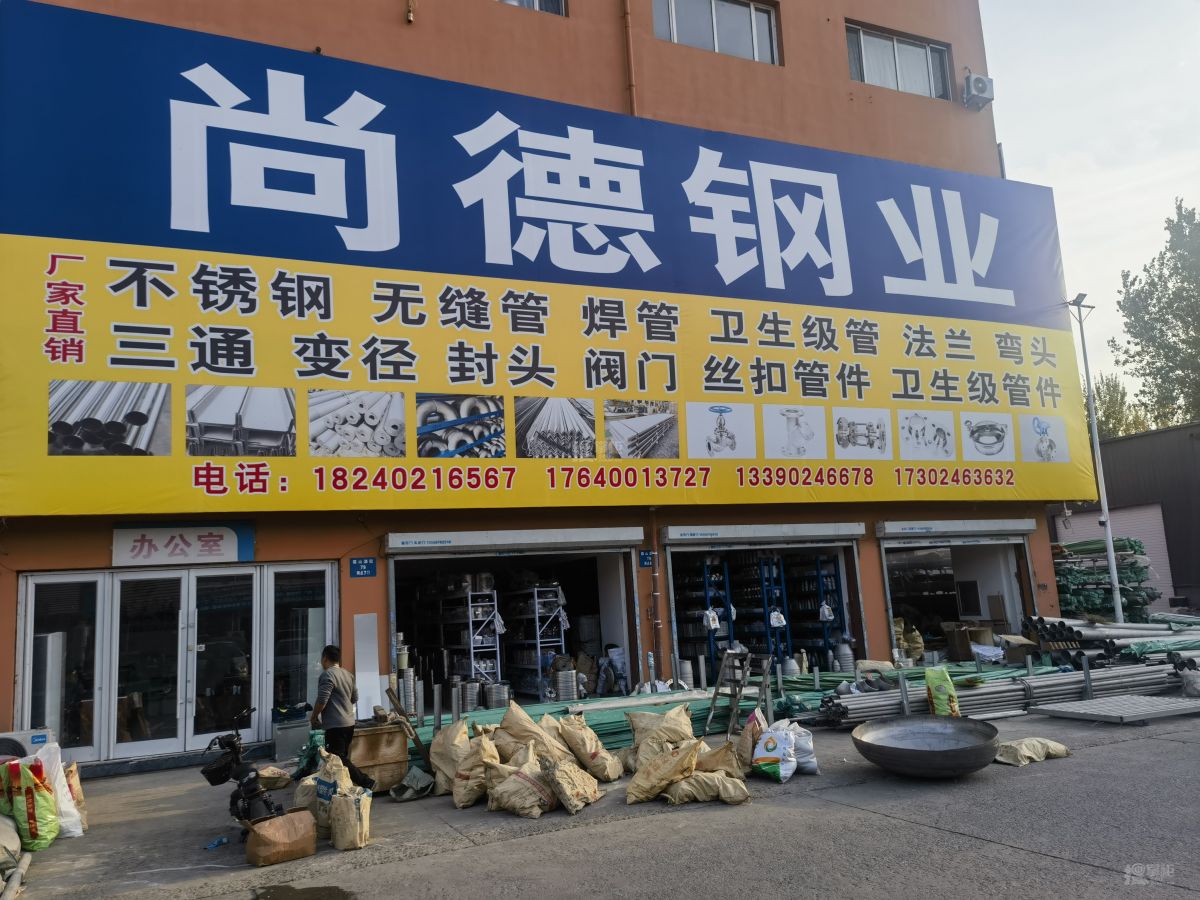 尚德钢业
厂家直销
不锈钢 无缝管 焊管 卫生级管 法兰 弯头
三通 变径 封头 阀门 丝扣管件 卫生级管件
电话：18240216567 17640013727 13390246678 17302463632
办公室